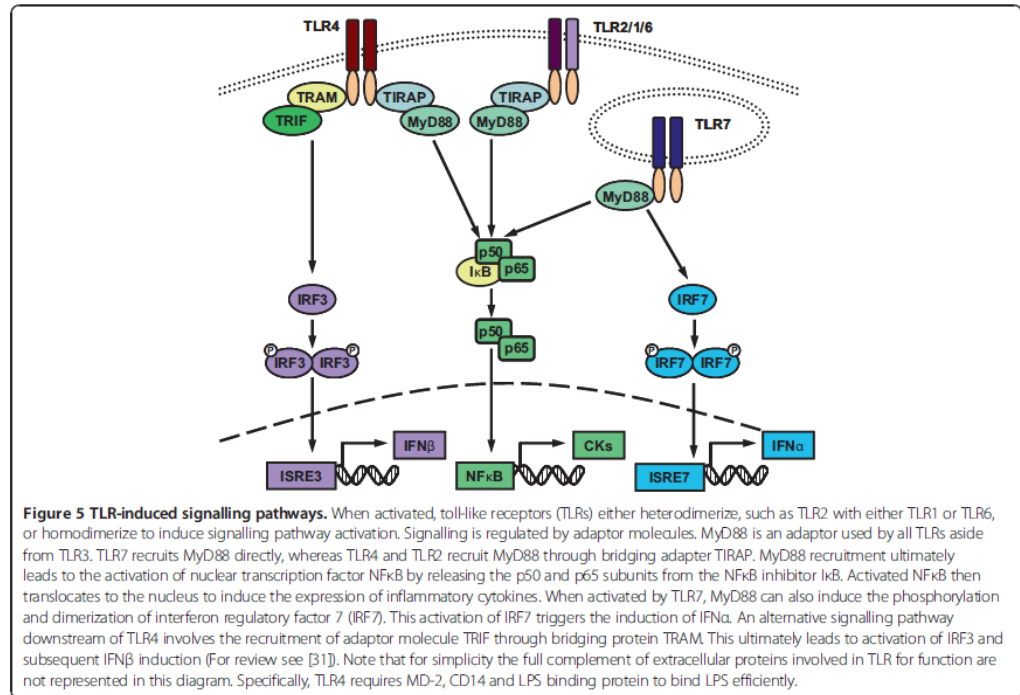 TLR4
TLR2/1/6
TRAM
TIRAP
TIRAP
TRIF
MyD88
MyD88
TLR7
MyD88
p50
IκB
p65
IRF3
p50
p65
IRF7
P
P
IRF3
IRF3
P
P
IRF7
IRF7
IFNβ
CKs
IFNα
ISRE3
NFκB
ISRE7
Figure 5 TLR-induced signalling pathways. When activated, toll-like receptors (TLRs) either heterodimerize, such as TLR2 with either TLR1 or TLR6,
or homodimerize to induce signalling pathway activation. Signalling is regulated by adaptor molecules. MyD88 is an adaptor used by all TLRs aside
from TLR3. TLR7 recruits MyD88 directly, whereas TLR4 and TLR2 recruit MyD88 through bridging adapter TIRAP. MyD88 recruitment ultimately
leads to the activation of nuclear transcription factor NFκB by releasing the p50 and p65 subunits from the NFκB inhibitor IκB. Activated NFκB then
translocates to the nucleus to induce the expression of inflammatory cytokines. When activated by TLR7, MyD88 can also induce the phosphorylation
and dimerization of interferon regulatory factor 7 (IRF7). This activation of IRF7 triggers the induction of IFNα. An alternative signalling pathway
downstream of TLR4 involves the recruitment of adaptor molecule TRIF through bridging protein TRAM. This ultimately leads to activation of IRF3 and
subsequent IFNβ induction (For review see [31]). Note that for simplicity the full complement of extracellular proteins involved in TLR for function are
not represented in this diagram. Specifically, TLR4 requires MD-2, CD14 and LPS binding protein to bind LPS efficiently.